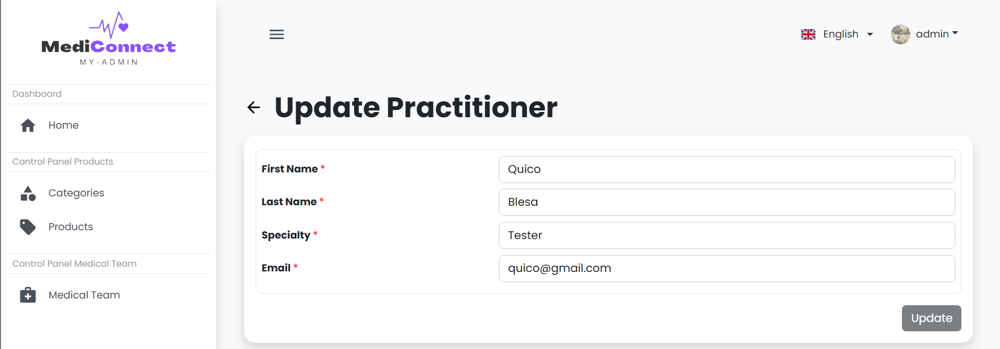 MediConnect
MY-ADMIN
Dashboard
Home
Control Panel Products
Categories
Products
Control Panel Medical Team
Medical Team
English
admin
Update Practitioner
First Name * Quico
Last Name * Blesa
Specialty * Tester
Email * quico@gmail.com
Update